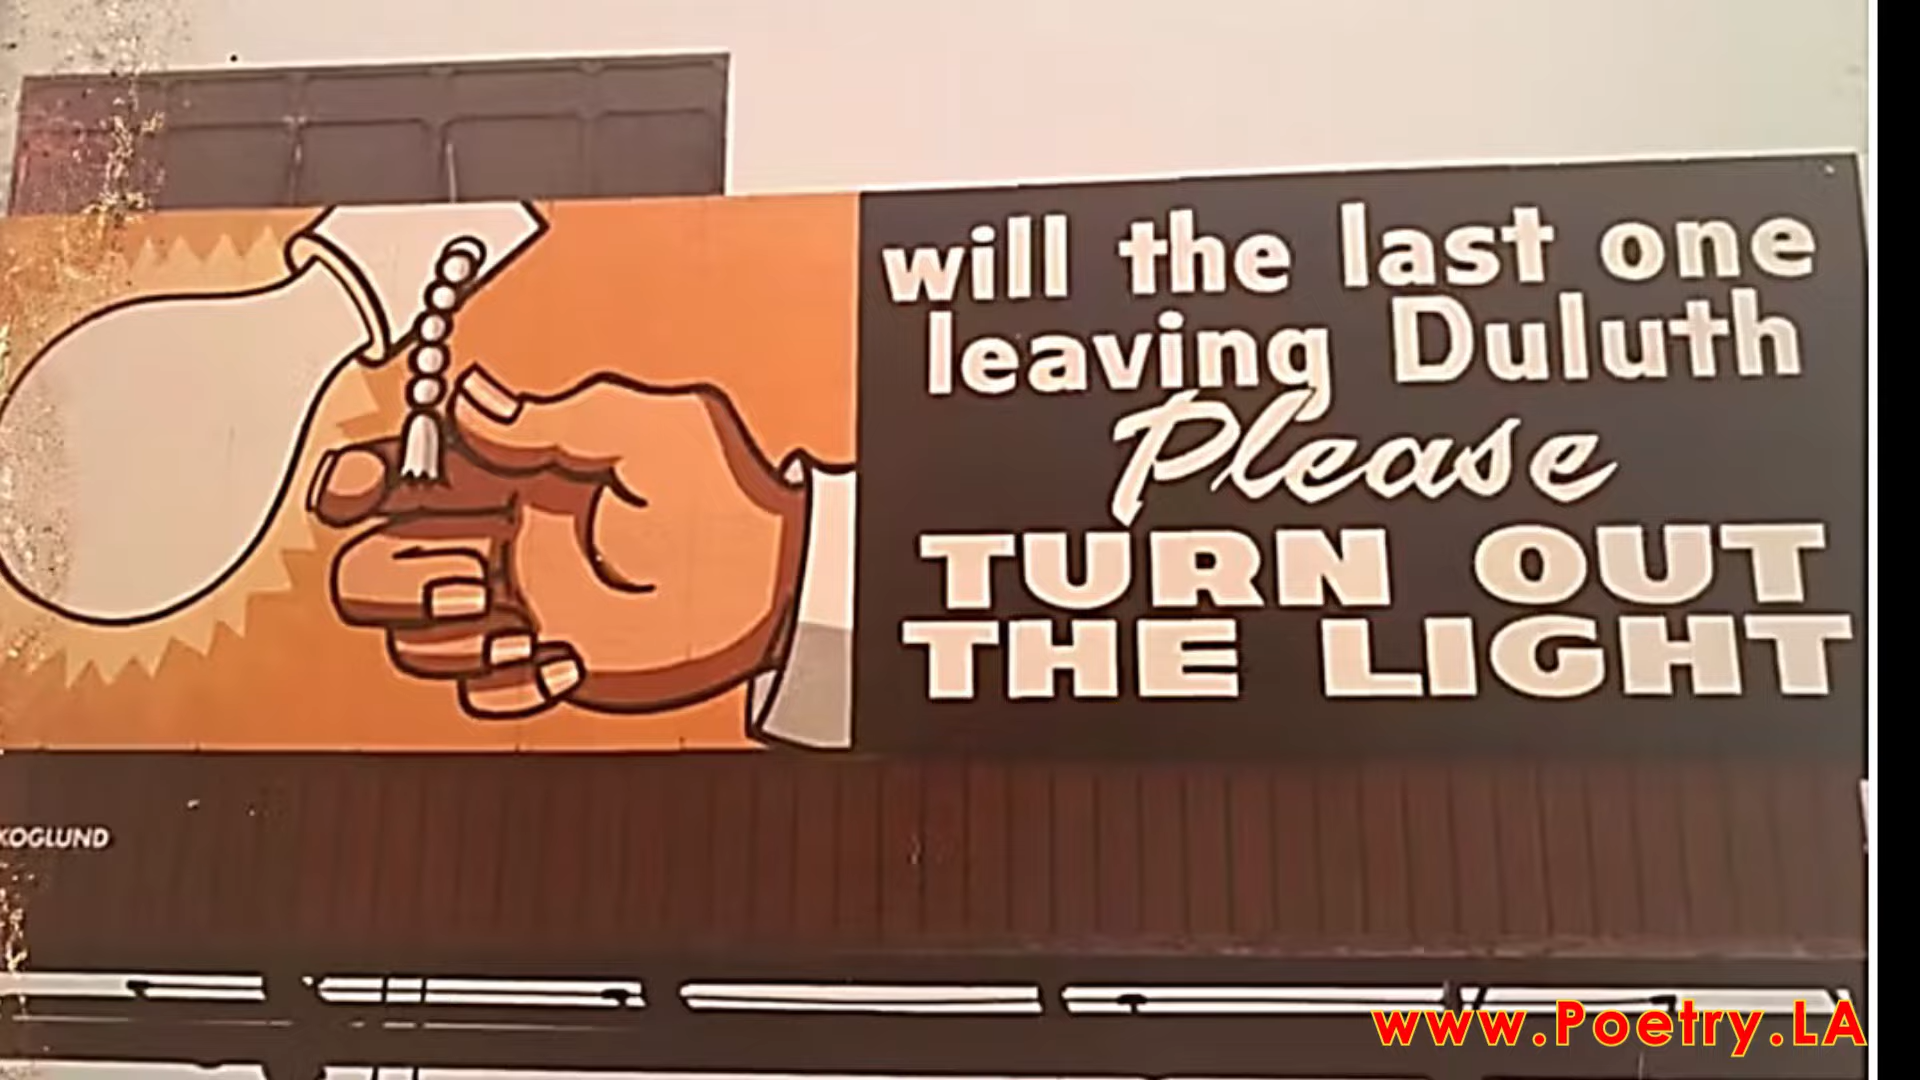 will the last one
leaving Duluth
Please
TURN OUT
THE LIGHT
KOGLUND
www.Poetry.LA